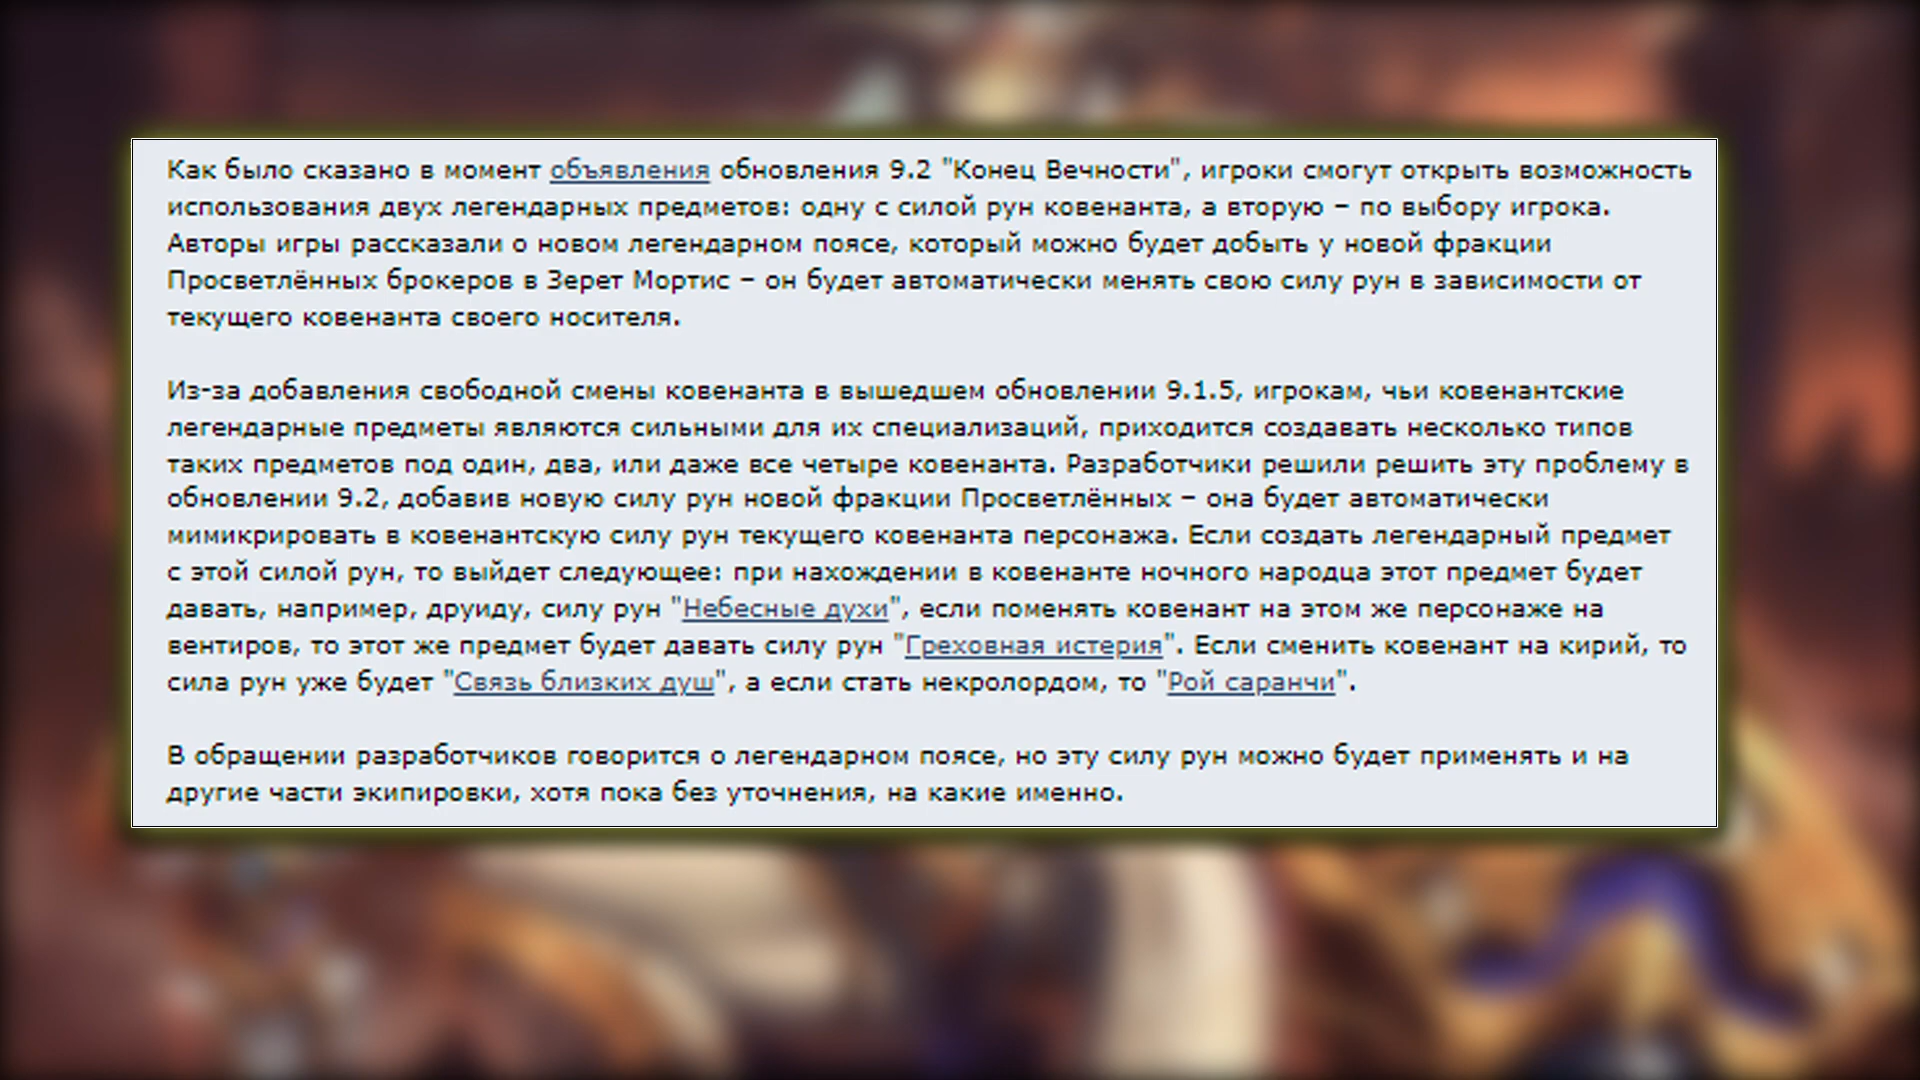 Как было сказано в момент объявления обновления 9.2 "Конец Вечности", игроки смогут открыть возможность
использования двух легендарных предметов: одну с силой рун ковенанта, а вторую – по выбору игрока.
Авторы игры рассказали о новом легендарном поясе, который можно будет добыть у новой фракции
Просветлённых брокеров в Зерет Мортис – он будет автоматически менять свою силу рун в зависимости от
текущего ковенанта своего носителя.
Из-за добавления свободной смены ковенанта в вышедшем обновлении 9.1.5, игрокам, чьи ковенантские
легендарные предметы являются сильными для их специализаций, приходится создавать несколько типов
таких предметов под один, два, или даже все четыре ковенанта. Разработчики решили решить эту проблему в
обновлении 9.2, добавив новую силу рун новой фракции Просветлённых – она будет автоматически
мимикрировать в ковенантскую силу рун текущего ковенанта персонажа. Если создать легендарный предмет
с этой силой рун, то выйдет следующее: при нахождении в ковенанте ночного народца этот предмет будет
давать, например, друиду, силу рун "Небесные духи", если поменять ковенант на этом же персонаже на
вентиров, то этот же предмет будет давать силу рун "Греховная истерия". Если сменить ковенант на кирий, то
сила рун уже будет "Связь близких душ", а если стать некролордом, то "Рой саранчи".
В обращении разработчиков говорится о легендарном поясе, но эту силу рун можно будет применять и на
другие части экипировки, хотя пока без уточнения, на какие именно.